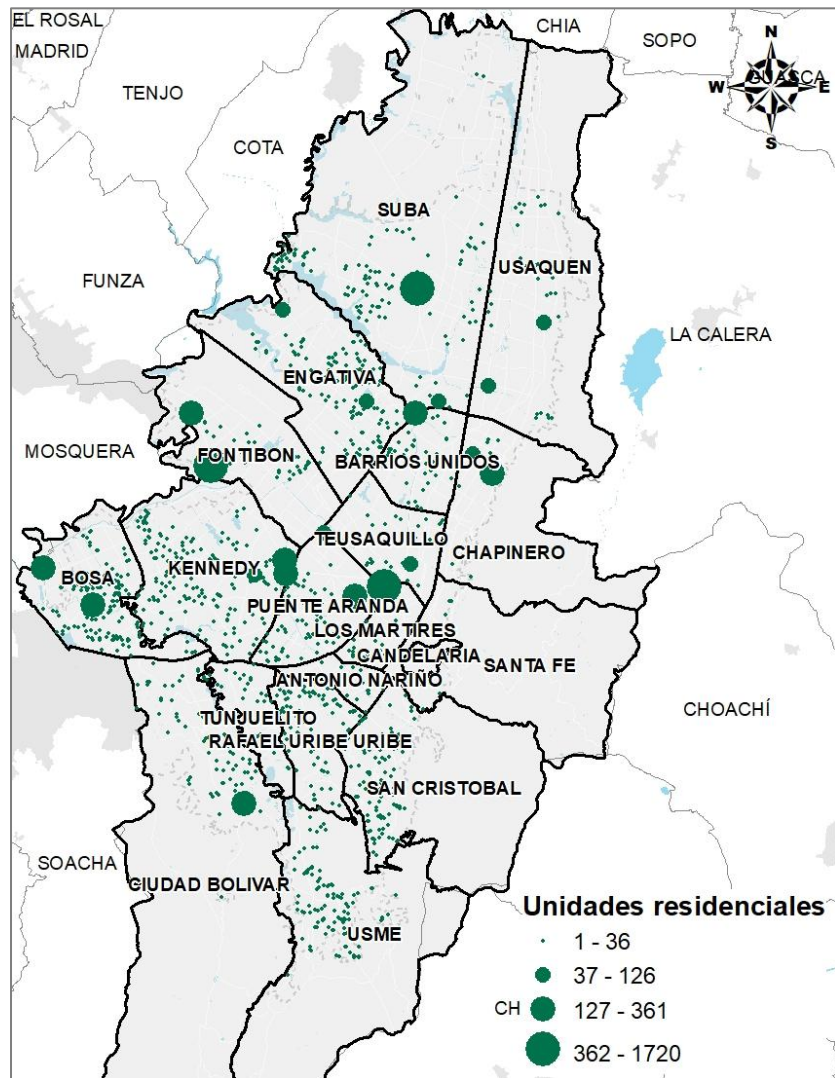 EL ROSAL
MADRID
CHIA
SOPO
N
GUASCA
W
E
S
TENJO
COTA
SUBA
USAQUEN
FUNZA
LA CALERA
ENGATIVA
MOSQUERA
FONTIBON
BARRIOS UNIDOS
TEUSAQUILLO
CHAPINERO
KENNEDY
BOSA
PUENTE ARANDA
LOS MARTIRES
CANDELARIA
SANTA FE
ANTONIO NARIÑO
CHOACHÍ
TUNJUELITO
RAFAEL URIBE URIBE
SAN CRISTOBAL
SOACHA
CIUDAD BOLIVAR
USME
Unidades residenciales
1 - 36
37 - 126
CH
127 - 361
362 - 1720